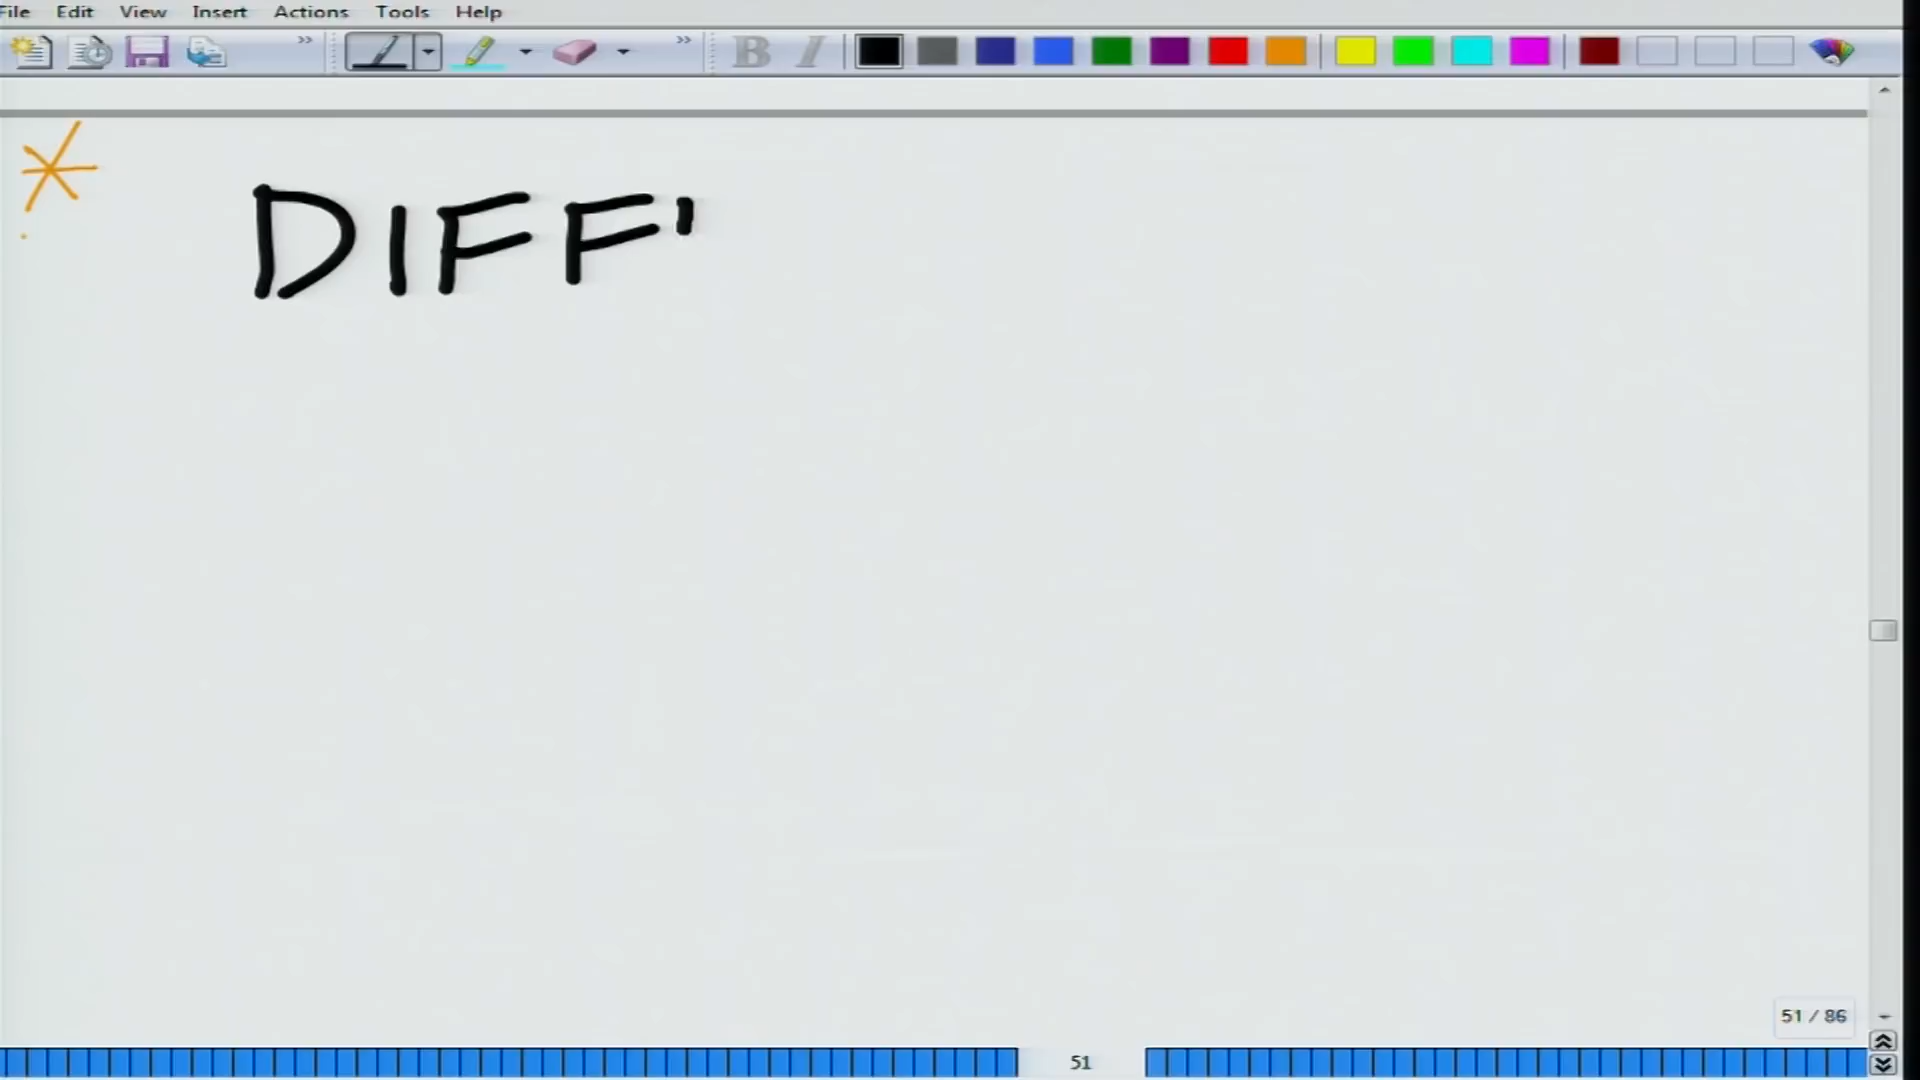 File Edit View Insert Actions Tools Help
B I
* DIFF'
51 / 86
51